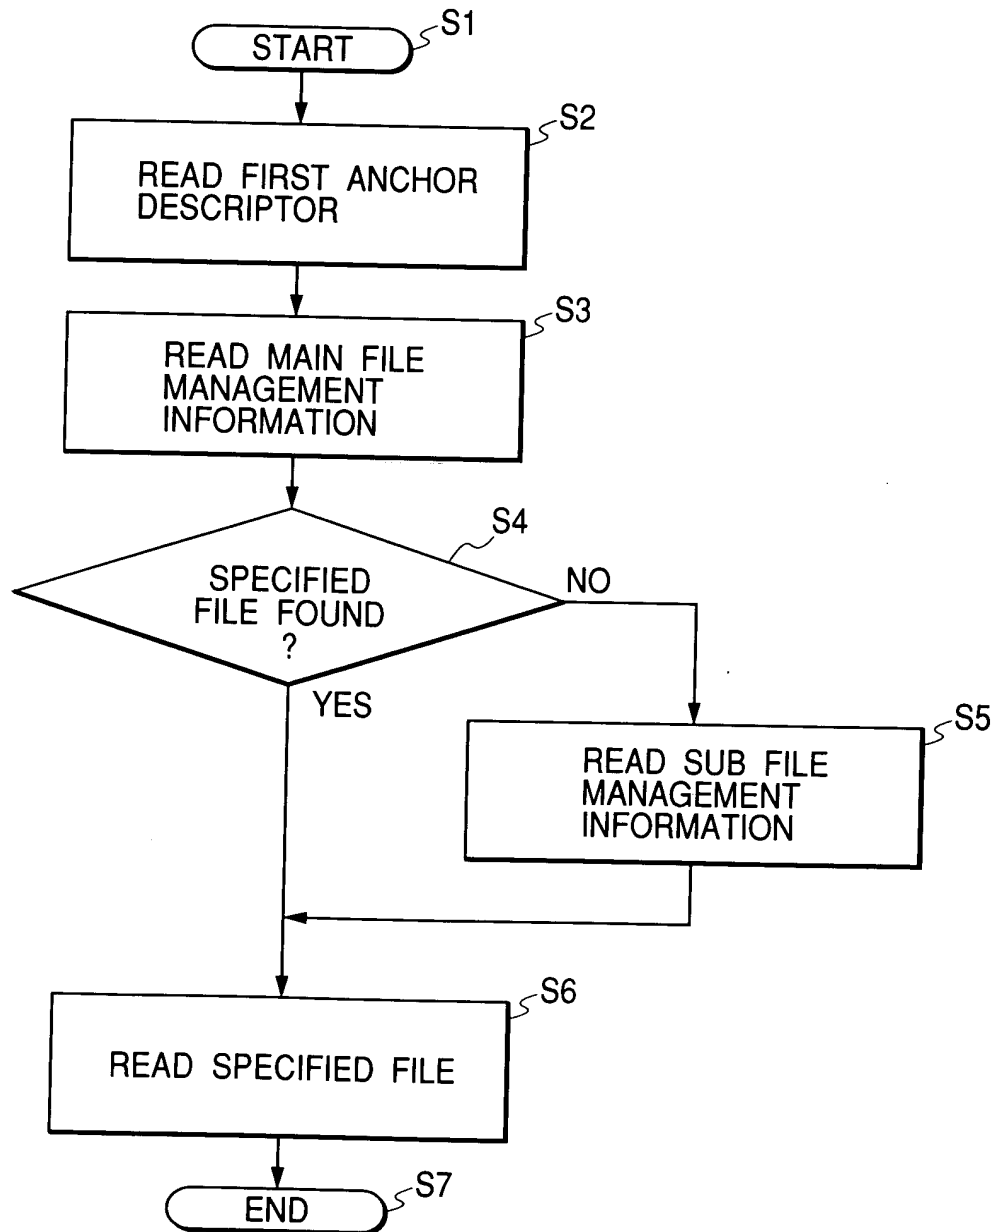 START
S1
S2
READ FIRST ANCHOR
DESCRIPTOR
S3
READ MAIN FILE
MANAGEMENT
INFORMATION
S4
SPECIFIED
FILE FOUND
?
NO
YES
S5
READ SUB FILE
MANAGEMENT
INFORMATION
S6
READ SPECIFIED FILE
S7
END